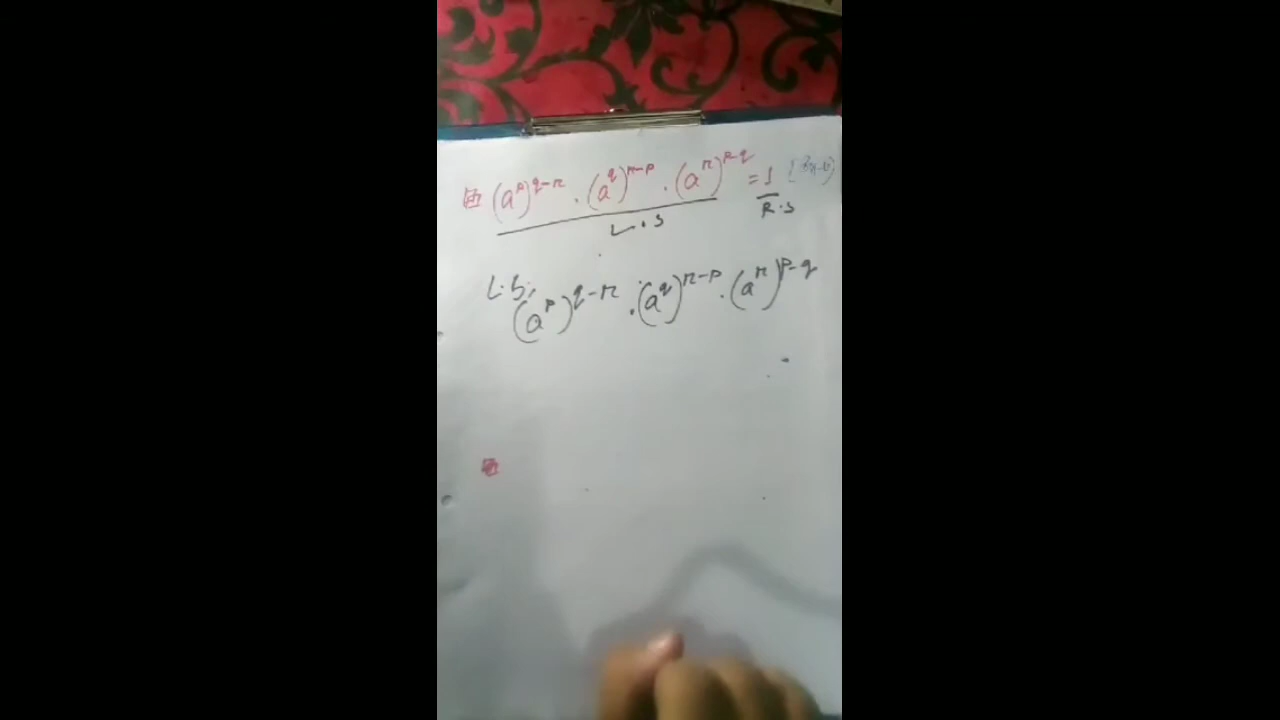 (a^p)^{q-r} . (a^q)^{r-p} . (a^r)^{p-q} = 1
L.S R.S
L.S,
(a^p)^{q-r} . (a^q)^{r-p} . (a^r)^{p-q}